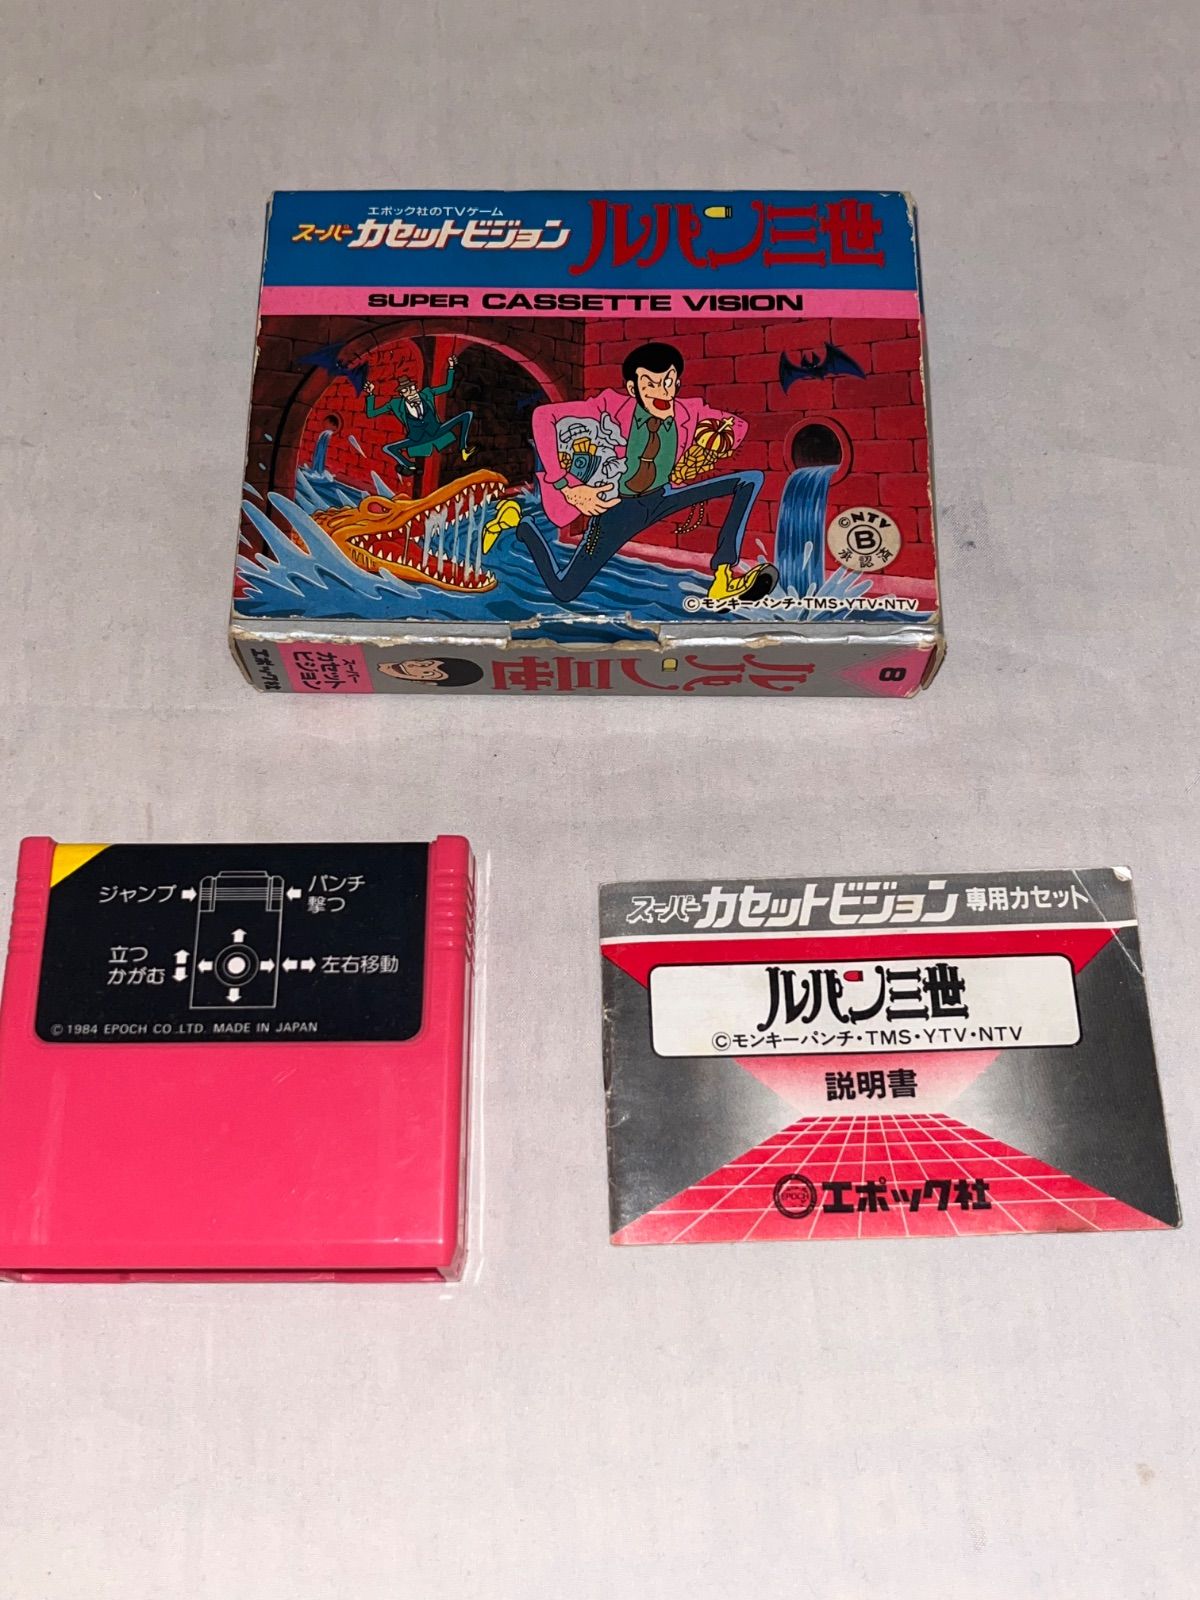 エポック社のTVゲーム
スーパーカセットビジョン
ルパン三世
SUPER CASSETTE VISION
©NTV
B
承認
©モンキーパンチ・TMS・YTV・NTV
スーパー
カセット
ビジョン
エポック社
ルパン三世
8
ジャンプ
パンチ
撃つ
立つ
かがむ
左右移動
© 1984 EPOCH CO.,LTD. MADE IN JAPAN
スーパーカセットビジョン専用カセット
ルパン三世
©モンキーパンチ・TMS・YTV・NTV
説明書
EPOCH
エポック社